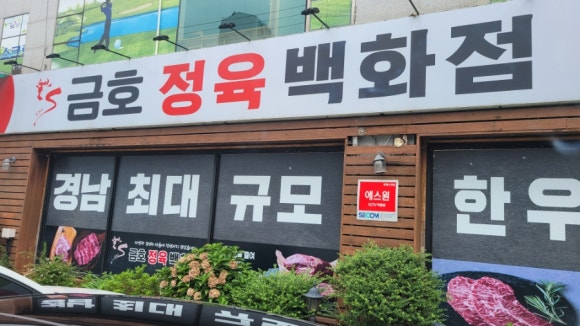 금호 정육 백화점
경남 최대 규모 한우
에스원
SECOM
금호 정육 백